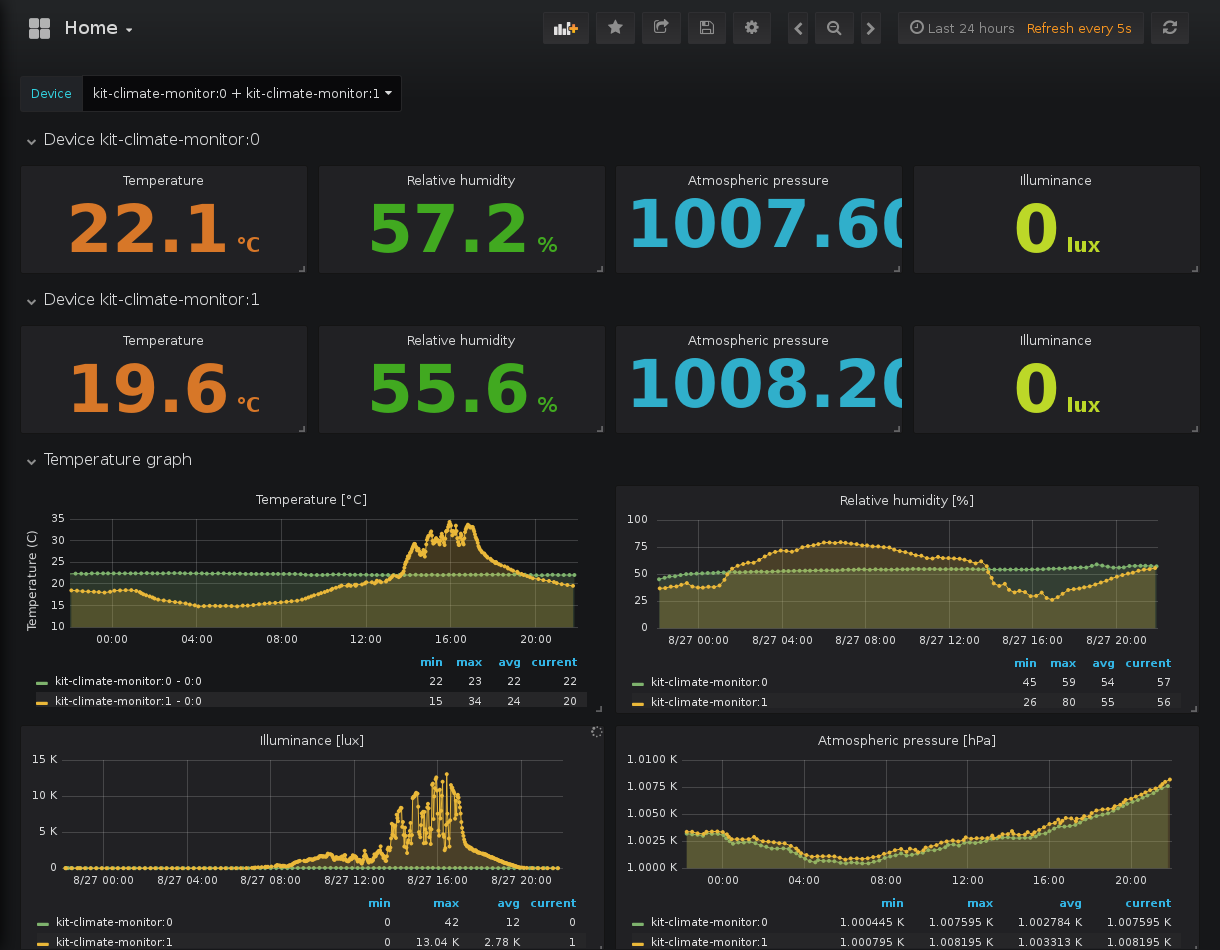 Home
Last 24 hours Refresh every 5s
Device kit-climate-monitor:0 + kit-climate-monitor:1
Device kit-climate-monitor:0
Temperature Relative humidity Atmospheric pressure Illuminance
22.1 °C 57.2 % 1007.60 0 lux
Device kit-climate-monitor:1
Temperature Relative humidity Atmospheric pressure Illuminance
19.6 °C 55.6 % 1008.20 0 lux
Temperature graph
Temperature [°C]
Temperature (C)
35
30
25
20
15
10
00:00 04:00 08:00 12:00 16:00 20:00
min max avg current
kit-climate-monitor:0 - 0:0 22 23 22 22
kit-climate-monitor:1 - 0:0 15 34 24 20
Relative humidity [%]
100
75
50
25
0
8/27 00:00 8/27 04:00 8/27 08:00 8/27 12:00 8/27 16:00 8/27 20:00
min max avg current
kit-climate-monitor:0 45 59 54 57
kit-climate-monitor:1 26 80 55 56
Illuminance [lux]
15 K
10 K
5 K
0
8/27 00:00 8/27 04:00 8/27 08:00 8/27 12:00 8/27 16:00 8/27 20:00
min max avg current
kit-climate-monitor:0 0 42 12 0
kit-climate-monitor:1 0 13.04 K 2.78 K 1
Atmospheric pressure [hPa]
1.0100 K
1.0075 K
1.0050 K
1.0025 K
1.0000 K
00:00 04:00 08:00 12:00 16:00 20:00
min max avg current
kit-climate-monitor:0 1.000445 K 1.007595 K 1.002784 K 1.007595 K
kit-climate-monitor:1 1.000795 K 1.008195 K 1.003313 K 1.008195 K